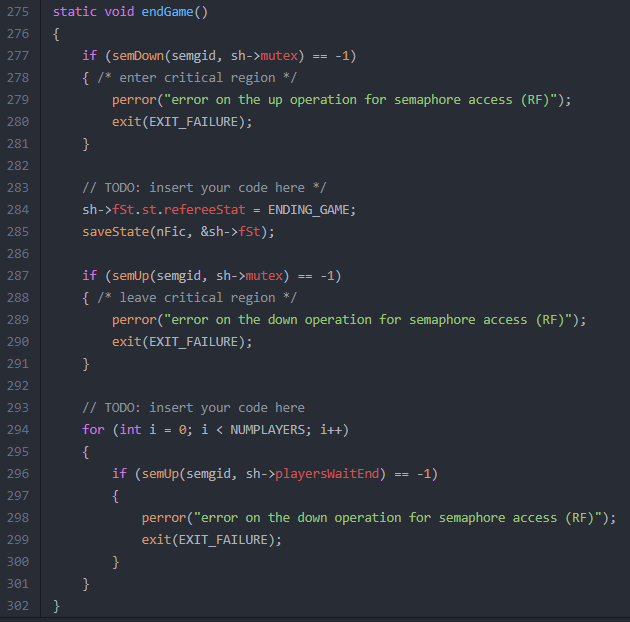 275 static void endGame()
276 {
277     if (semDown(semgid, sh->mutex) == -1)
278     { /* enter critical region */
279         perror("error on the up operation for semaphore access (RF)");
280         exit(EXIT_FAILURE);
281     }
282
283     // TODO: insert your code here */
284     sh->fSt.st.refereeStat = ENDING_GAME;
285     saveState(nFic, &sh->fSt);
286
287     if (semUp(semgid, sh->mutex) == -1)
288     { /* leave critical region */
289         perror("error on the down operation for semaphore access (RF)");
290         exit(EXIT_FAILURE);
291     }
292
293     // TODO: insert your code here
294     for (int i = 0; i < NUMPLAYERS; i++)
295     {
296         if (semUp(semgid, sh->playersWaitEnd) == -1)
297         {
298             perror("error on the down operation for semaphore access (RF)");
299             exit(EXIT_FAILURE);
300         }
301     }
302 }